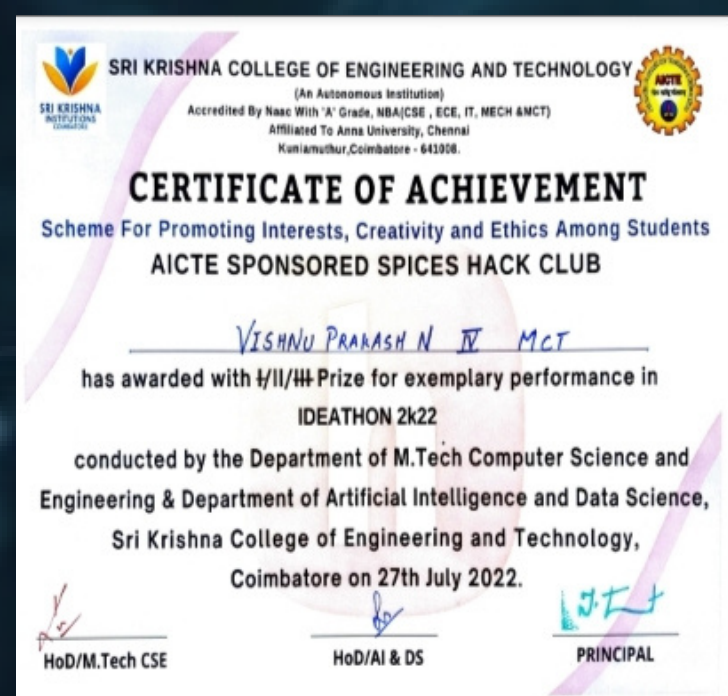 SRI KRISHNA COLLEGE OF ENGINEERING AND TECHNOLOGY
(An Autonomous Institution)
Accredited By Naac With 'A' Grade, NBA(CSE , ECE, IT, MECH &MCT)
Affiliated To Anna University, Chennai
Kuniamuthur,Coimbatore - 641008.
SRI KRISHNA
INSTITUTIONS
COIMBATORE
AICTE
CERTIFICATE OF ACHIEVEMENT
Scheme For Promoting Interests, Creativity and Ethics Among Students
AICTE SPONSORED SPICES HACK CLUB
VISHNU PRAKASH N IV MCT
has awarded with I/II/III Prize for exemplary performance in
IDEATHON 2k22
conducted by the Department of M.Tech Computer Science and
Engineering & Department of Artificial Intelligence and Data Science,
Sri Krishna College of Engineering and Technology,
Coimbatore on 27th July 2022.
HoD/M.Tech CSE
HoD/AI & DS
PRINCIPAL